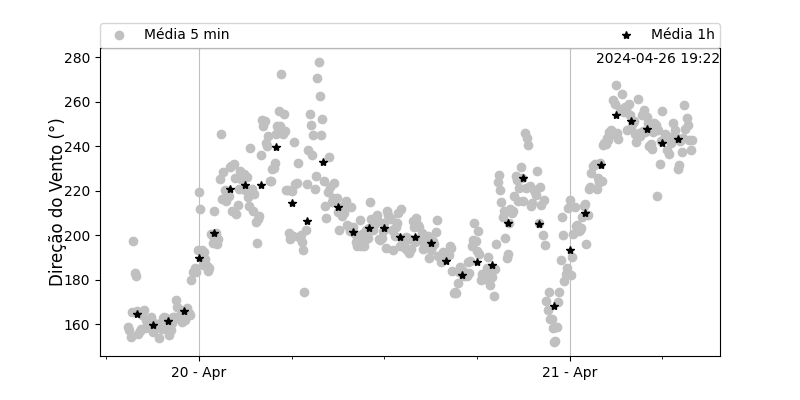 Média 5 min
Média 1h
2024-04-26 19:22
280
260
240
220
200
180
160
Direção do Vento (°)
20 - Apr
21 - Apr